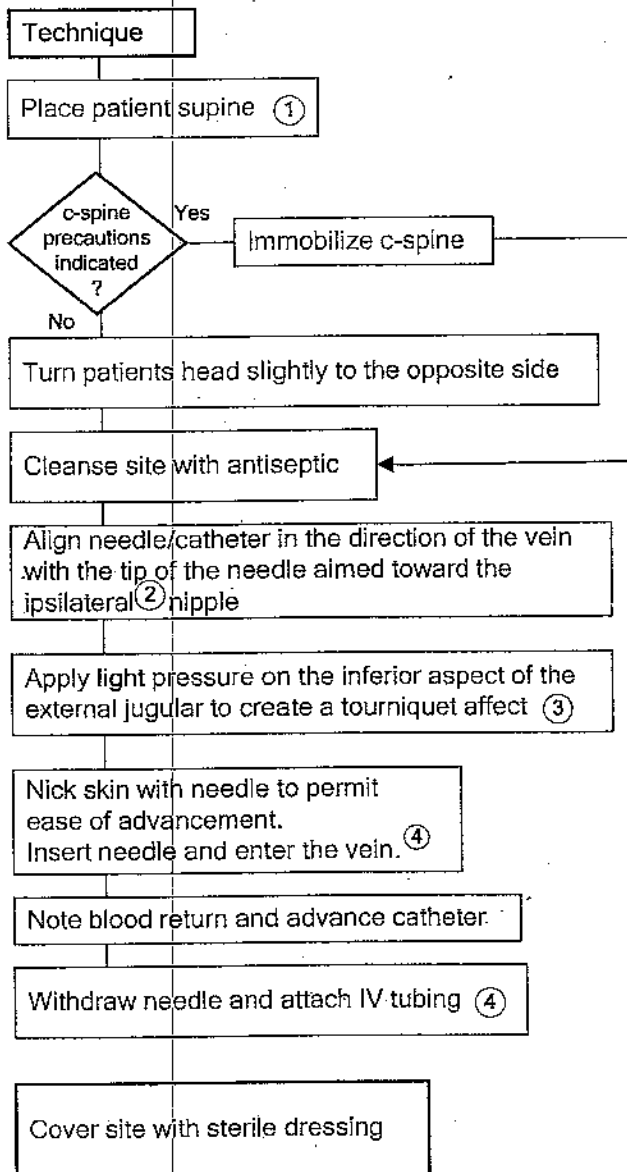 Technique
Place patient supine ①
c-spine
precautions
indicated
?
Yes
Immobilize c-spine
No
Turn patients head slightly to the opposite side
Cleanse site with antiseptic
Align needle/catheter in the direction of the vein
with the tip of the needle aimed toward the
ipsilateral ② nipple
Apply light pressure on the inferior aspect of the
external jugular to create a tourniquet affect ③
Nick skin with needle to permit
ease of advancement.
Insert needle and enter the vein. ④
Note blood return and advance catheter.
Withdraw needle and attach IV tubing ④
Cover site with sterile dressing